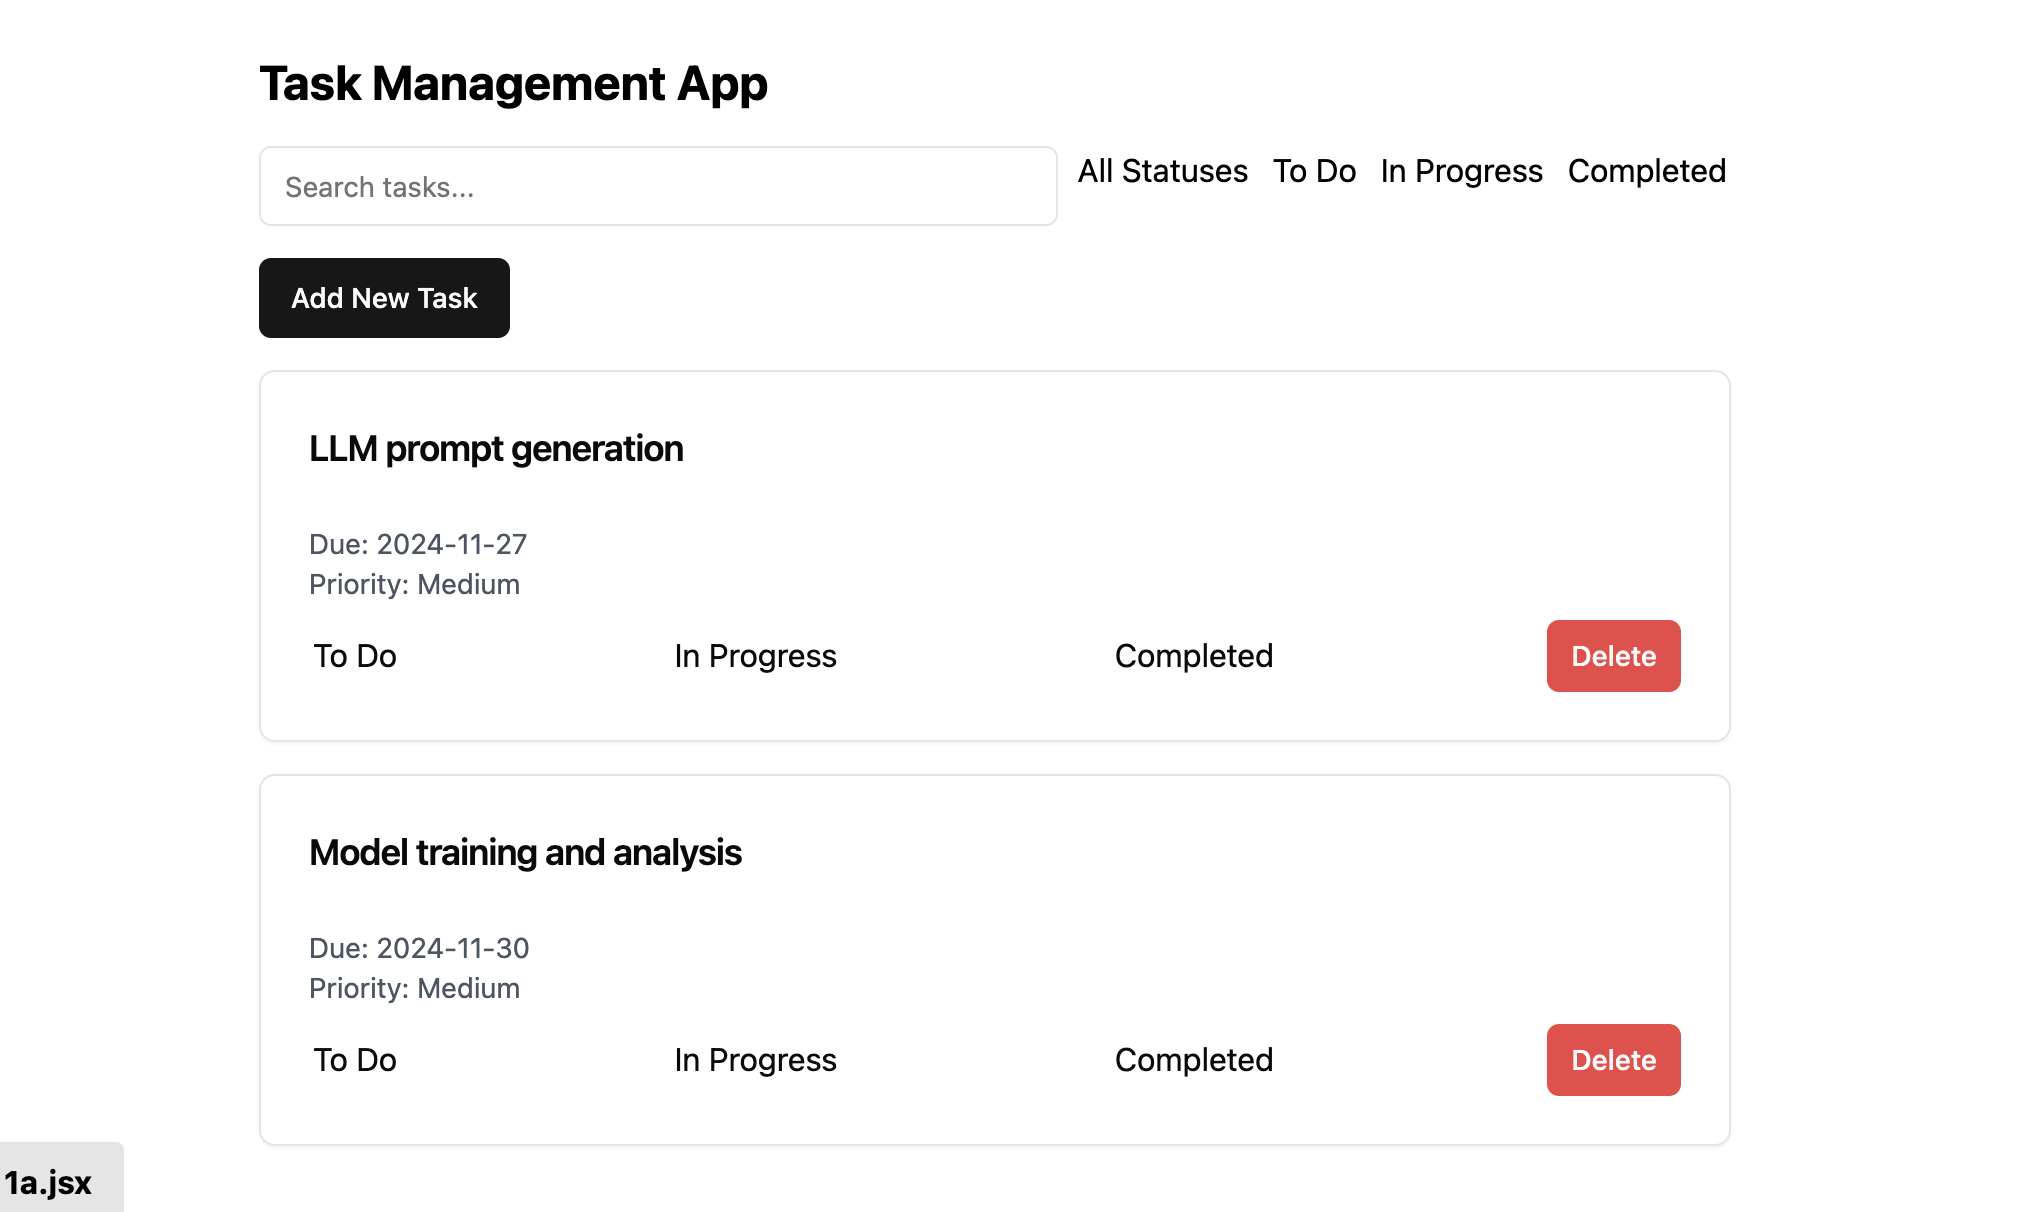 Task Management App
Search tasks... All Statuses To Do In Progress Completed
Add New Task
LLM prompt generation
Due: 2024-11-27
Priority: Medium
To Do In Progress Completed Delete
Model training and analysis
Due: 2024-11-30
Priority: Medium
To Do In Progress Completed Delete
1a.jsx